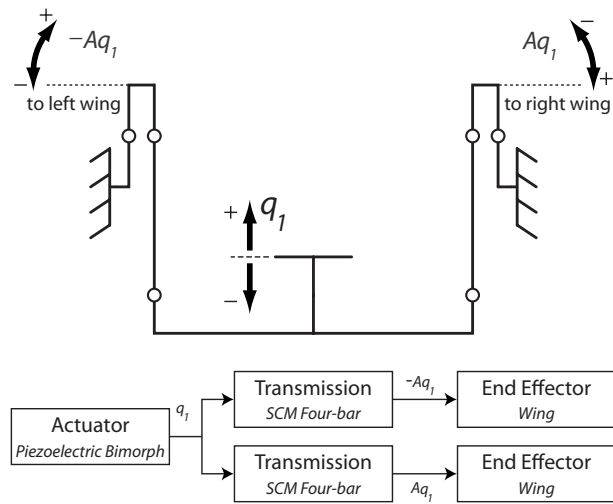 +
−Aq1
−
to left wing
−
Aq1
+
to right wing
+
q1
−
Actuator
Piezoelectric Bimorph
q1
Transmission
SCM Four-bar
-Aq1
End Effector
Wing
Transmission
SCM Four-bar
Aq1
End Effector
Wing